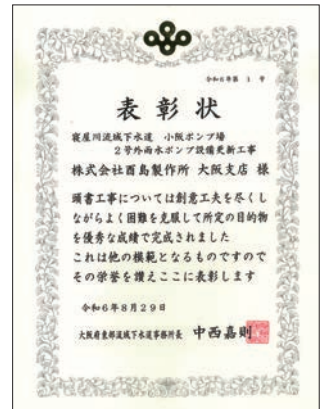 令和6年第 1 号
表彰状
寝屋川流域下水道 小阪ポンプ場
2号外雨水ポンプ設備更新工事
株式会社酉島製作所 大阪支店 様
頭書工事については創意工夫を尽くし
ながらよく困難を克服して所定の目的物
を優秀な成績で完成されました
これは他の模範となるものですので
その栄誉を讃えここに表彰します
令和6年8月29日
大阪府東部流域下水道事務所長 中西嘉則